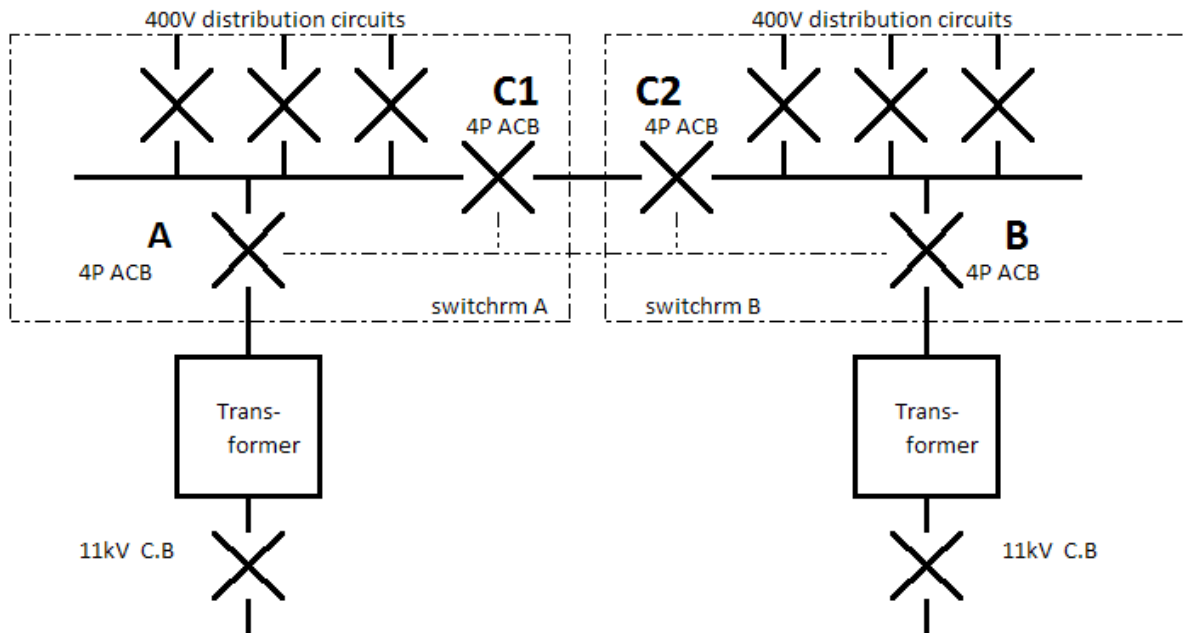 400V distribution circuits
400V distribution circuits
C1
C2
4P ACB
4P ACB
A
B
4P ACB
4P ACB
switchrm A
switchrm B
Trans-
former
Trans-
former
11kV C.B
11kV C.B